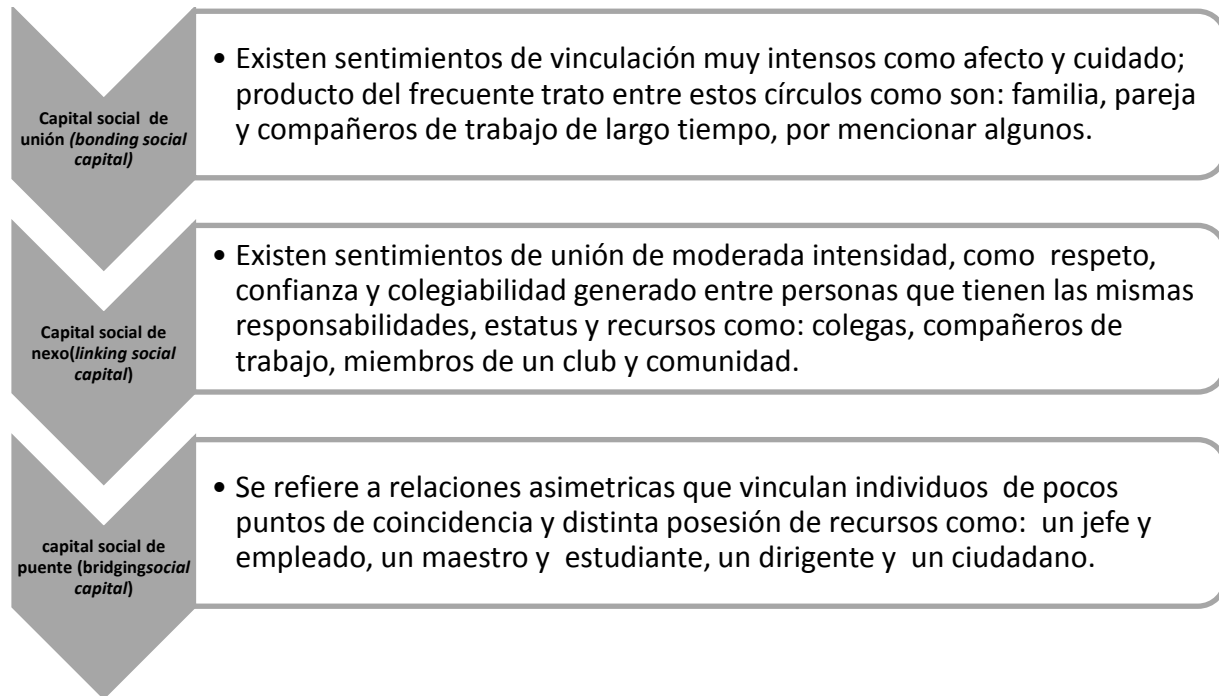 Capital social de
unión (bonding social
capital)
• Existen sentimientos de vinculación muy intensos como afecto y cuidado;
producto del frecuente trato entre estos círculos como son: familia, pareja
y compañeros de trabajo de largo tiempo, por mencionar algunos.
Capital social de
nexo(linking social
capital)
• Existen sentimientos de unión de moderada intensidad, como respeto,
confianza y colegiabilidad generado entre personas que tienen las mismas
responsabilidades, estatus y recursos como: colegas, compañeros de
trabajo, miembros de un club y comunidad.
capital social de
puente (bridgingsocial
capital)
• Se refiere a relaciones asimetricas que vinculan individuos de pocos
puntos de coincidencia y distinta posesión de recursos como: un jefe y
empleado, un maestro y estudiante, un dirigente y un ciudadano.